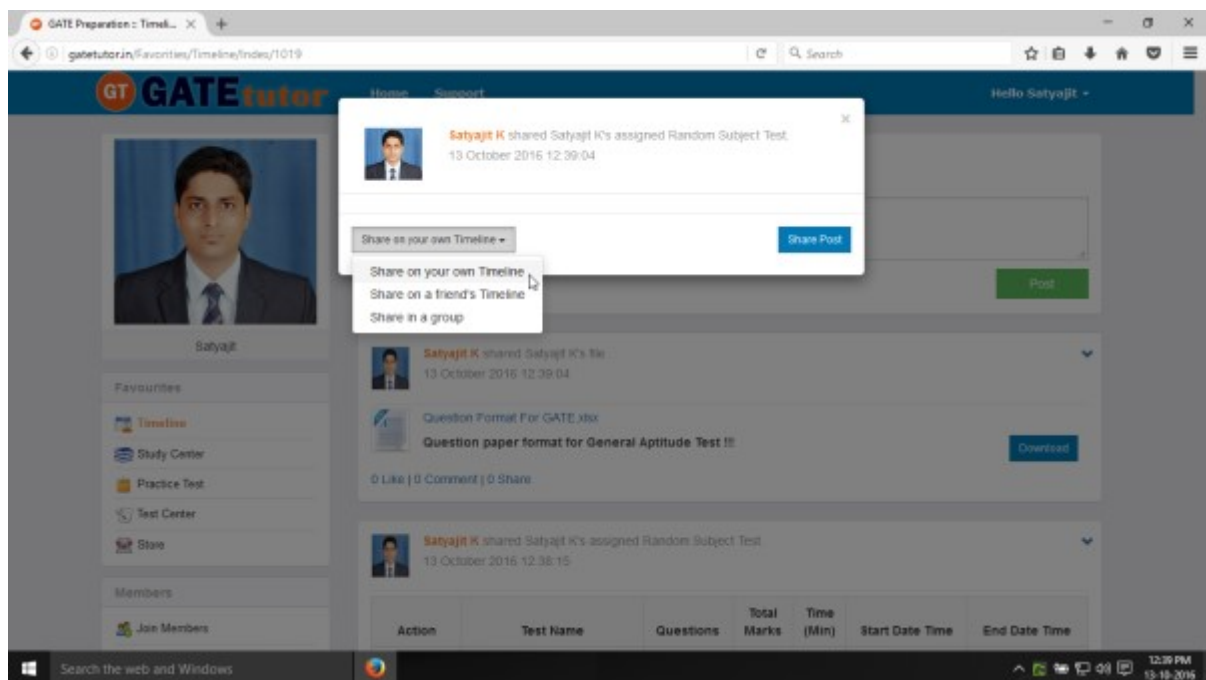 GATE Preparation :: Timeli...
gatetutor.in/Favorities/Timeline/Index/1019
Search
GT GATEtutor
Home Support
Hello Satyajit
Satyajit K shared Satyajit K's assigned Random Subject Test.
13 October 2016 12:39:04
Share on your own Timeline
Share Post
Share on your own Timeline
Share on a friend's Timeline
Share in a group
Post
Satyajit
Favourites
Timeline
Study Center
Practice Test
Test Center
Store
Members
Join Members
Satyajit K shared Satyajit K's file
13 October 2016 12:39:04
Question Format For GATE.xlsx
Question paper format for General Aptitude Test !!!
Download
0 Like | 0 Comment | 0 Share
Satyajit K shared Satyajit K's assigned Random Subject Test
13 October 2016 12:38:15
Action Test Name Questions Total Marks Time (Min) Start Date Time End Date Time
Search the web and Windows
12:39 PM
13-10-2016